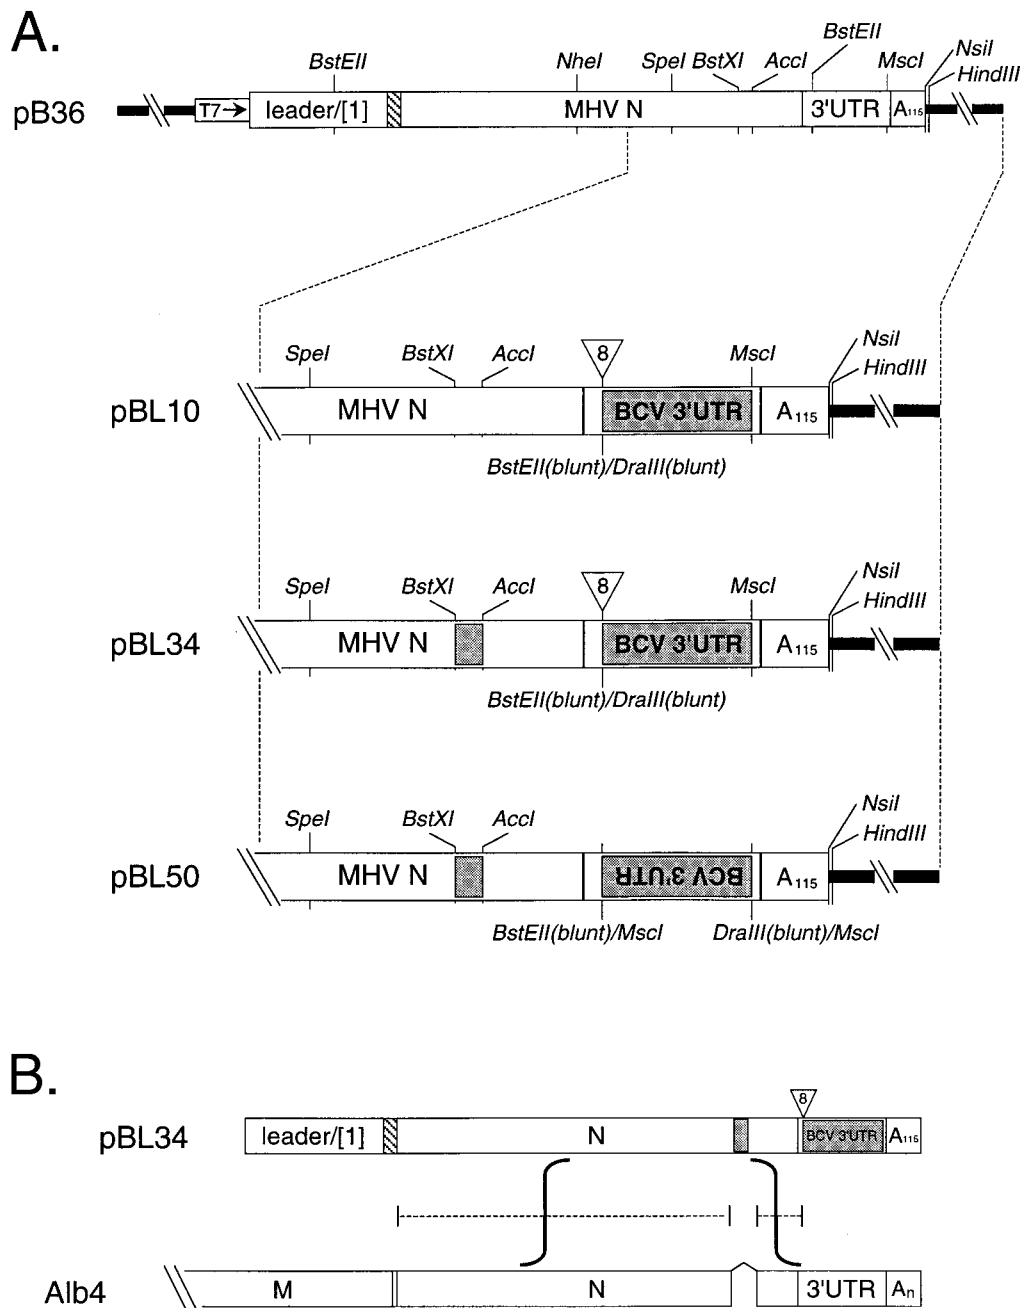 A.
BstEII
BstEII NheI SpeI BstXI AccI MscI NsiI
HindIII
pB36 T7→ leader/[1] MHV N 3'UTR A115
SpeI BstXI AccI 8 MscI NsiI
HindIII
pBL10 MHV N BCV 3'UTR A115
BstEII(blunt)/DraIII(blunt)
SpeI BstXI AccI 8 MscI NsiI
HindIII
pBL34 MHV N BCV 3'UTR A115
BstEII(blunt)/DraIII(blunt)
SpeI BstXI AccI NsiI
HindIII
pBL50 MHV N BCV 3'UTR A115
BstEII(blunt)/MscI DraIII(blunt)/MscI
B.
8
pBL34 leader/[1] N BCV 3'UTR A115
Alb4 M N 3'UTR An